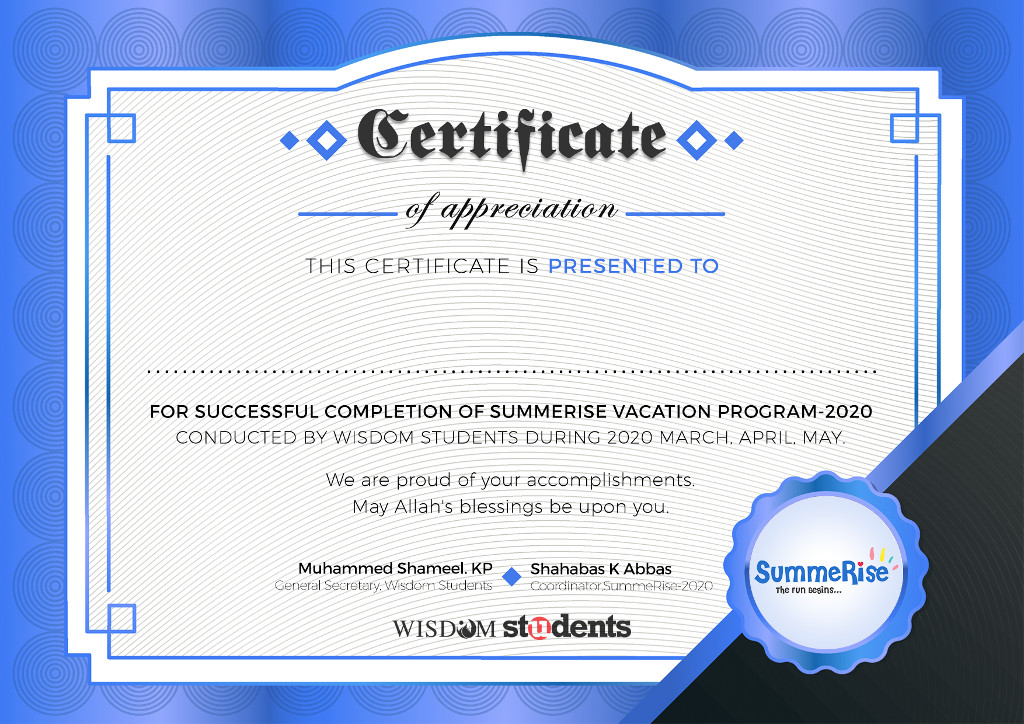 Certificate
of appreciation
THIS CERTIFICATE IS PRESENTED TO
FOR SUCCESSFUL COMPLETION OF SUMMERISE VACATION PROGRAM-2020
CONDUCTED BY WISDOM STUDENTS DURING 2020 MARCH, APRIL, MAY.
We are proud of your accomplishments.
May Allah's blessings be upon you.
Muhammed Shameel. KP Shahabas K Abbas
General Secretary, Wisdom Students Coordinator,SummeRise-2020
SummeRise
The run Begins...
WISDOM students